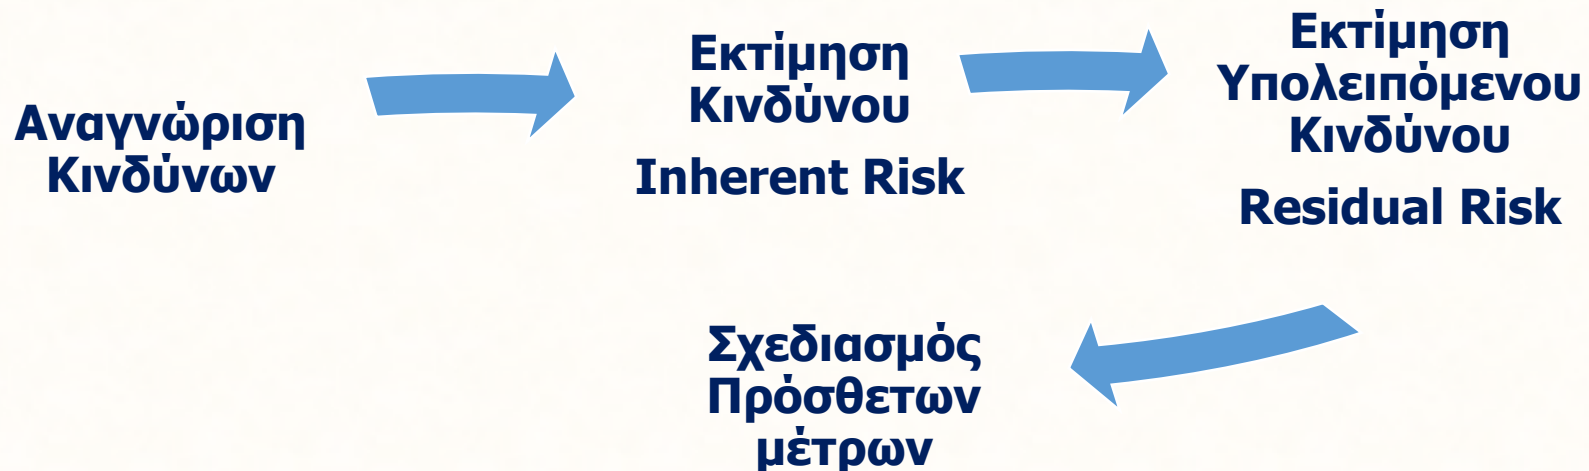 Αναγνώριση
Κινδύνων
Εκτίμηση
Κινδύνου
Inherent Risk
Εκτίμηση
Υπολειπόμενου
Κινδύνου
Residual Risk
Σχεδιασμός
Πρόσθετων
μέτρων